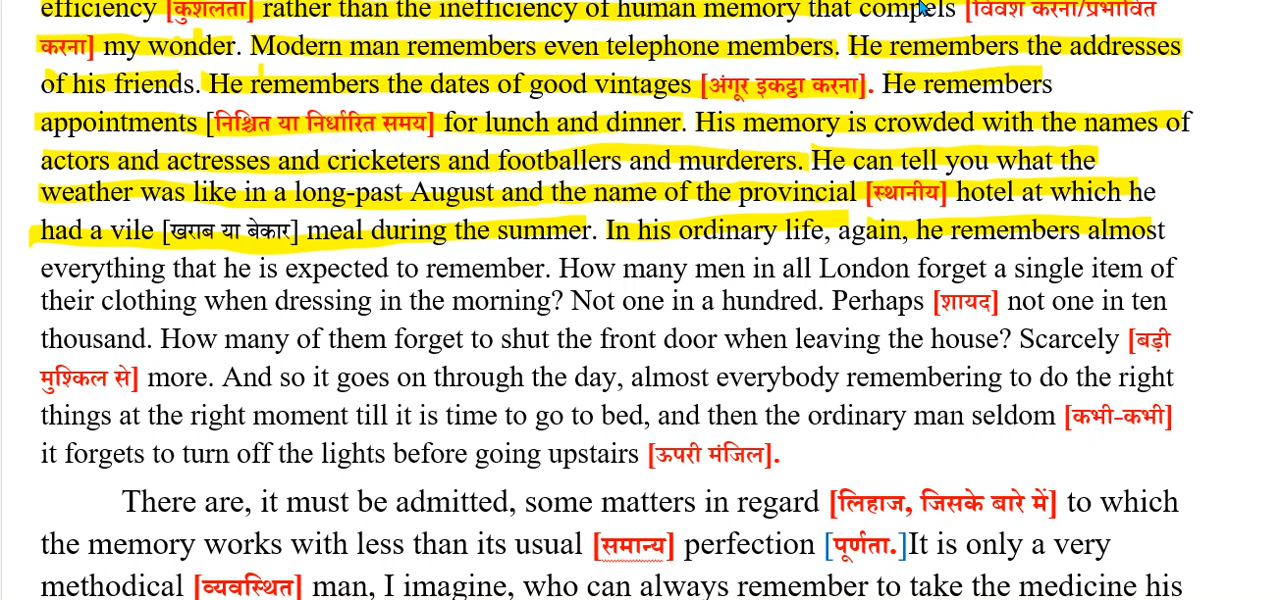 efficiency [कुशलता] rather than the inefficiency of human memory that compels [विवश करना/प्रभावित
करना] my wonder. Modern man remembers even telephone members. He remembers the addresses
of his friends. He remembers the dates of good vintages [अंगूर इकट्ठा करना]. He remembers
appointments [निश्चित या निर्धारित समय] for lunch and dinner. His memory is crowded with the names of
actors and actresses and cricketers and footballers and murderers. He can tell you what the
weather was like in a long-past August and the name of the provincial [स्थानीय] hotel at which he
had a vile [खराब या बेकार] meal during the summer. In his ordinary life, again, he remembers almost
everything that he is expected to remember. How many men in all London forget a single item of
their clothing when dressing in the morning? Not one in a hundred. Perhaps [शायद] not one in ten
thousand. How many of them forget to shut the front door when leaving the house? Scarcely [बड़ी
मुश्किल से] more. And so it goes on through the day, almost everybody remembering to do the right
things at the right moment till it is time to go to bed, and then the ordinary man seldom [कभी-कभी]
it forgets to turn off the lights before going upstairs [ऊपरी मंजिल].
There are, it must be admitted, some matters in regard [लिहाज, जिसके बारे में] to which
the memory works with less than its usual [समान्य] perfection [पूर्णता.]It is only a very
methodical [व्यवस्थित] man, I imagine, who can always remember to take the medicine his